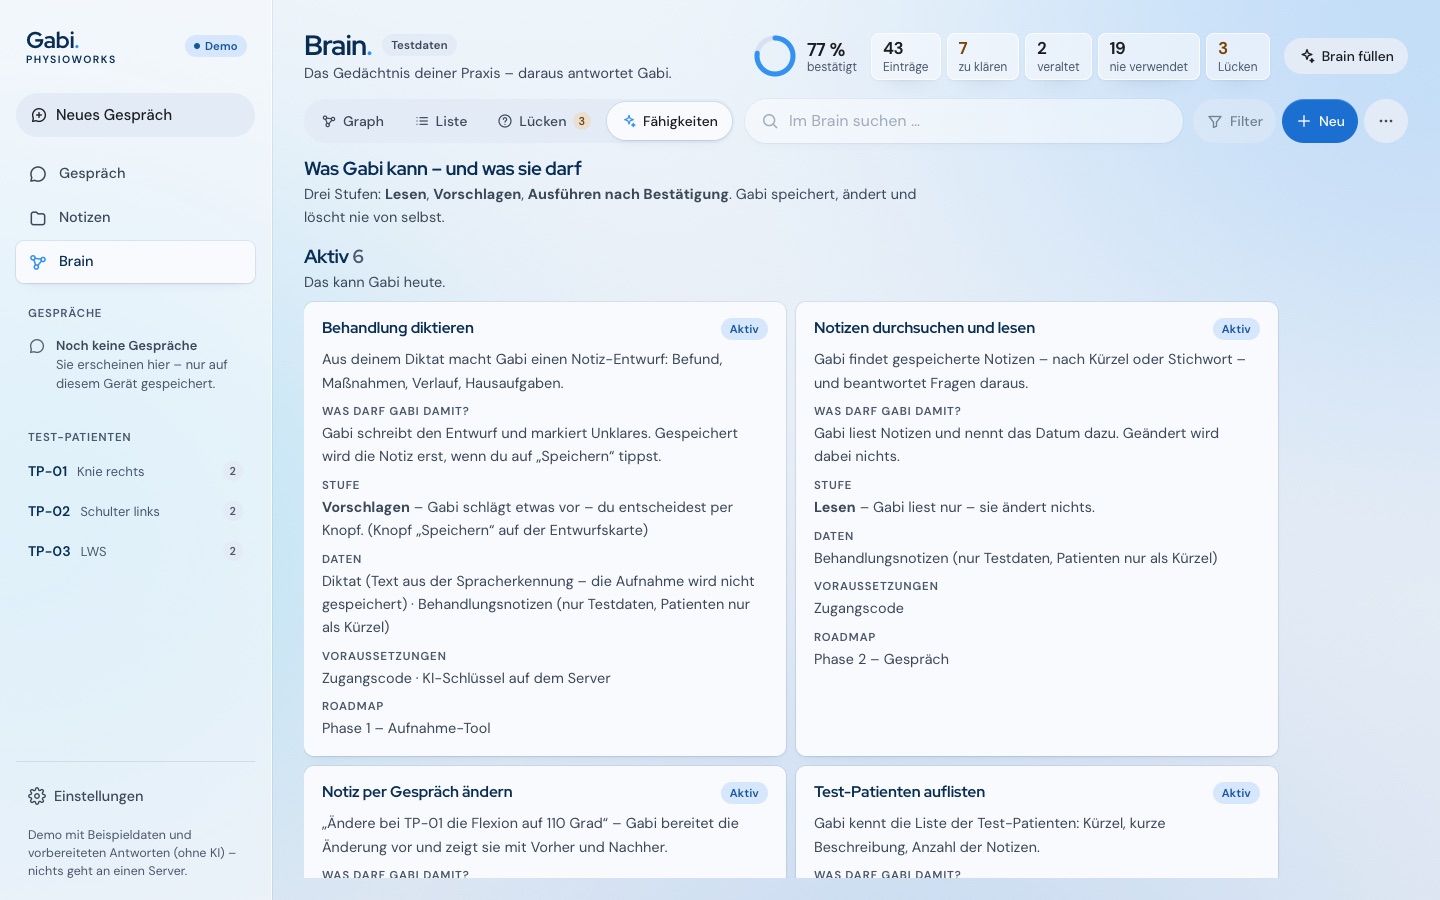 Gabi.
PHYSIOWORKS
Demo
Neues Gespräch
Gespräch
Notizen
Brain
GESPRÄCHE
Noch keine Gespräche
Sie erscheinen hier – nur auf
diesem Gerät gespeichert.
TEST-PATIENTEN
TP-01 Knie rechts 2
TP-02 Schulter links 2
TP-03 LWS 2
Einstellungen
Demo mit Beispieldaten und
vorbereiteten Antworten (ohne KI) –
nichts geht an einen Server.
Brain. Testdaten
Das Gedächtnis deiner Praxis – daraus antwortet Gabi.
77 %
bestätigt
43
Einträge
7
zu klären
2
veraltet
19
nie verwendet
3
Lücken
Brain füllen
Graph
Liste
Lücken 3
Fähigkeiten
Im Brain suchen …
Filter
Neu
Was Gabi kann – und was sie darf
Drei Stufen: Lesen, Vorschlagen, Ausführen nach Bestätigung. Gabi speichert, ändert und
löscht nie von selbst.
Aktiv 6
Das kann Gabi heute.
Behandlung diktieren Aktiv
Aus deinem Diktat macht Gabi einen Notiz-Entwurf: Befund,
Maßnahmen, Verlauf, Hausaufgaben.
WAS DARF GABI DAMIT?
Gabi schreibt den Entwurf und markiert Unklares. Gespeichert
wird die Notiz erst, wenn du auf „Speichern“ tippst.
STUFE
Vorschlagen – Gabi schlägt etwas vor – du entscheidest per
Knopf. (Knopf „Speichern“ auf der Entwurfskarte)
DATEN
Diktat (Text aus der Spracherkennung – die Aufnahme wird nicht
gespeichert) · Behandlungsnotizen (nur Testdaten, Patienten nur
als Kürzel)
VORAUSSETZUNGEN
Zugangscode · KI-Schlüssel auf dem Server
ROADMAP
Phase 1 – Aufnahme-Tool
Notizen durchsuchen und lesen Aktiv
Gabi findet gespeicherte Notizen – nach Kürzel oder Stichwort –
und beantwortet Fragen daraus.
WAS DARF GABI DAMIT?
Gabi liest Notizen und nennt das Datum dazu. Geändert wird
dabei nichts.
STUFE
Lesen – Gabi liest nur – sie ändert nichts.
DATEN
Behandlungsnotizen (nur Testdaten, Patienten nur als Kürzel)
VORAUSSETZUNGEN
Zugangscode
ROADMAP
Phase 2 – Gespräch
Notiz per Gespräch ändern Aktiv
„Ändere bei TP-01 die Flexion auf 110 Grad“ – Gabi bereitet die
Änderung vor und zeigt sie mit Vorher und Nachher.
WAS DARF GABI DAMIT?
Test-Patienten auflisten Aktiv
Gabi kennt die Liste der Test-Patienten: Kürzel, kurze
Beschreibung, Anzahl der Notizen.
WAS DARF GABI DAMIT?